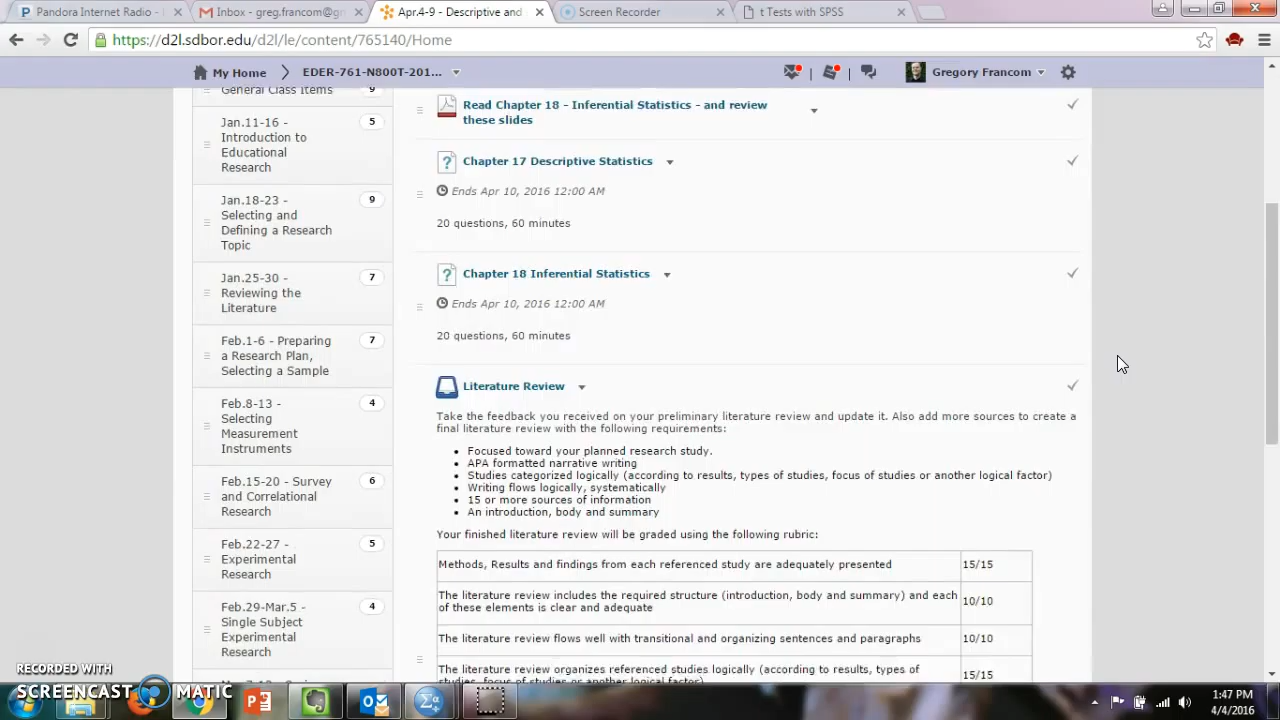 Pandora Internet Radio -
Inbox - greg.francom@gr
Apr.4-9 - Descriptive and
Screen Recorder
t Tests with SPSS
https://d2l.sdbor.edu/d2l/le/content/765140/Home
My Home
EDER-761-N800T-201...
Gregory Francom
General Class Items
9
Jan.11-16 -
Introduction to
Educational
Research
5
Jan.18-23 -
Selecting and
Defining a Research
Topic
9
Jan.25-30 -
Reviewing the
Literature
7
Feb.1-6 - Preparing
a Research Plan,
Selecting a Sample
7
Feb.8-13 -
Selecting
Measurement
Instruments
4
Feb.15-20 - Survey
and Correlational
Research
6
Feb.22-27 -
Experimental
Research
5
Feb.29-Mar.5 -
Single Subject
Experimental
Research
4
Read Chapter 18 - Inferential Statistics - and review
these slides
Chapter 17 Descriptive Statistics
Ends Apr 10, 2016 12:00 AM
20 questions, 60 minutes
Chapter 18 Inferential Statistics
Ends Apr 10, 2016 12:00 AM
20 questions, 60 minutes
Literature Review
Take the feedback you received on your preliminary literature review and update it. Also add more sources to create a
final literature review with the following requirements:
Focused toward your planned research study.
APA formatted narrative writing
Studies categorized logically (according to results, types of studies, focus of studies or another logical factor)
Writing flows logically, systematically
15 or more sources of information
An introduction, body and summary
Your finished literature review will be graded using the following rubric:
Methods, Results and findings from each referenced study are adequately presented
15/15
The literature review includes the required structure (introduction, body and summary) and each
of these elements is clear and adequate
10/10
The literature review flows well with transitional and organizing sentences and paragraphs
10/10
The literature review organizes referenced studies logically (according to results, types of
studies, focus of studies or another logical factor)
15/15
RECORDED WITH
SCREENCAST MATIC
1:47 PM
4/4/2016